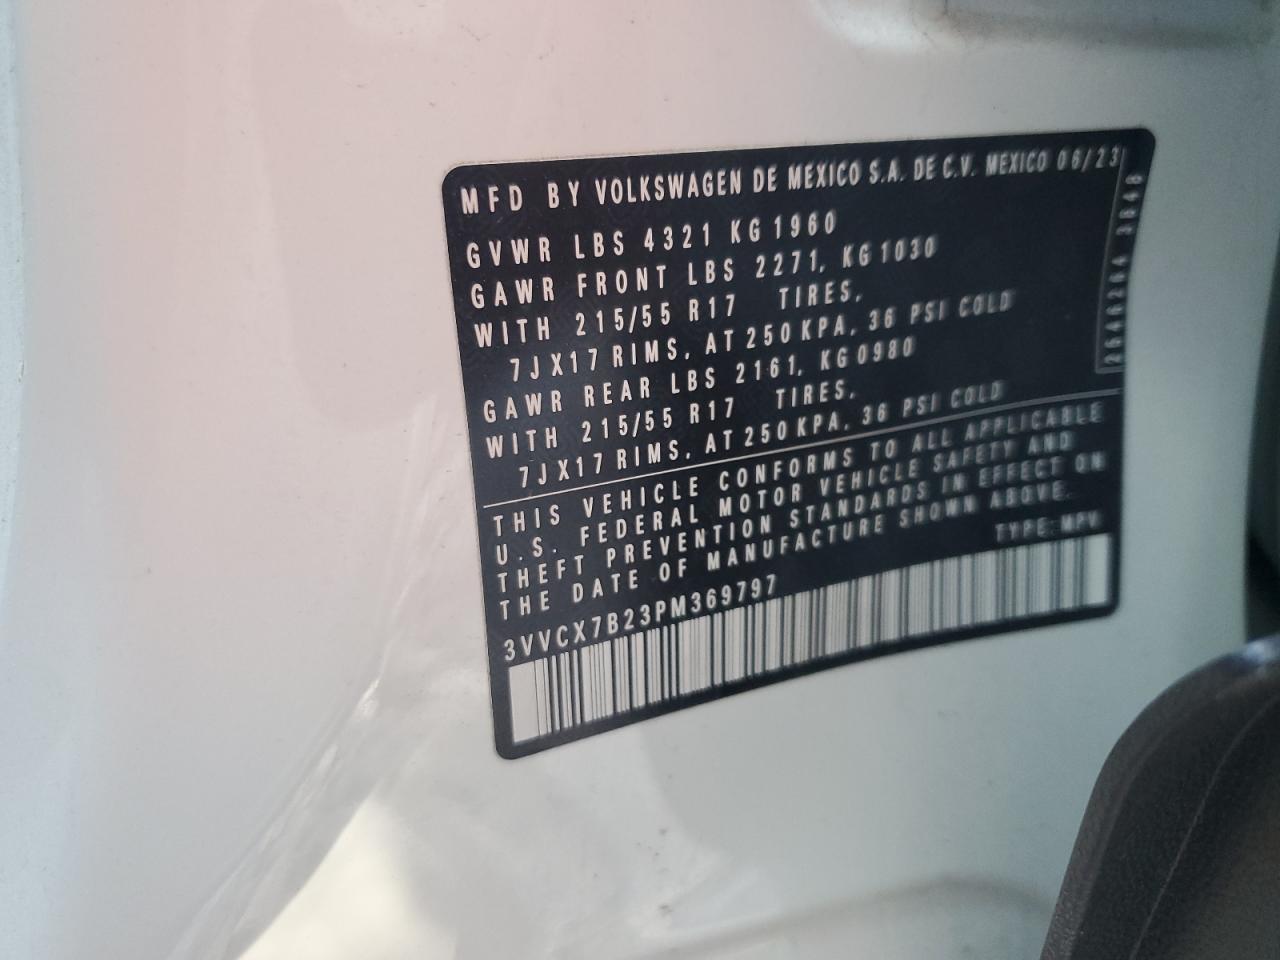 MFD BY VOLKSWAGEN DE MEXICO S.A. DE C.V. MEXICO 06/23
GVWR LBS 4321 KG 1960
GAWR FRONT LBS 2271, KG 1030
WITH 215/55 R17 TIRES,
7JX17 RIMS, AT 250 KPA, 36 PSI COLD
GAWR REAR LBS 2161, KG 0980
WITH 215/55 R17 TIRES,
7JX17 RIMS, AT 250 KPA, 36 PSI COLD
THIS VEHICLE CONFORMS TO ALL APPLICABLE
U.S. FEDERAL MOTOR VEHICLE SAFETY AND
THEFT PREVENTION STANDARDS IN EFFECT ON
THE DATE OF MANUFACTURE SHOWN ABOVE.
TYPE: MPV
3VVCX7B23PM369797